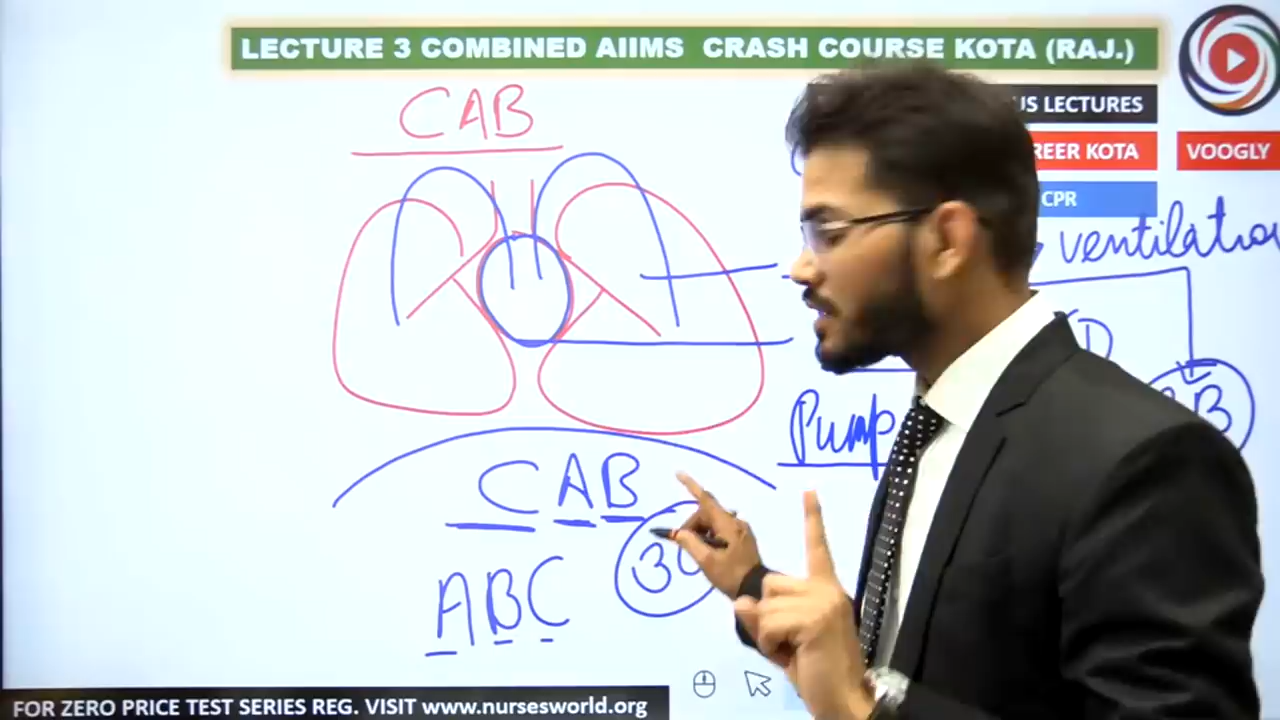 LECTURE 3 COMBINED AIIMS CRASH COURSE KOTA (RAJ.)
US LECTURES
REER KOTA
VOOGLY
CPR
CAB
ventilation
Pump
CAB
ABC
FOR ZERO PRICE TEST SERIES REG. VISIT www.nursesworld.org